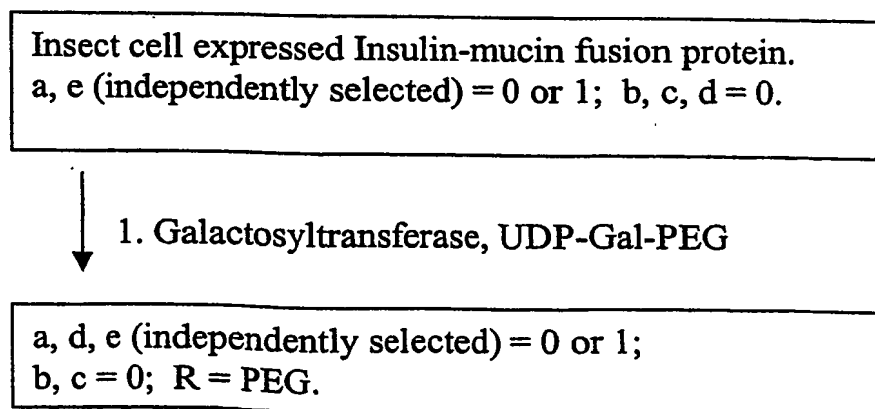 Insect cell expressed Insulin-mucin fusion protein.
a, e (independently selected) = 0 or 1;  b, c, d = 0.
1. Galactosyltransferase, UDP-Gal-PEG
a, d, e (independently selected) = 0 or 1;
b, c = 0;  R = PEG.